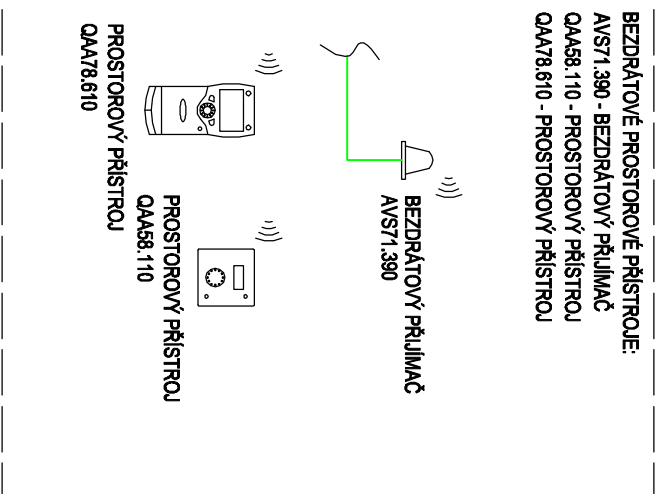 BEZDRÁTOVÉ PROSTOROVÉ PŘÍSTROJE:
AVS71.390 - BEZDRÁTOVÝ PŘIJÍMAČ
QAA58.110 - PROSTOROVÝ PŘÍSTROJ
QAA78.610 - PROSTOROVÝ PŘÍSTROJ
BEZDRÁTOVÝ PŘIJÍMAČ
AVS71.390
PROSTOROVÝ PŘÍSTROJ
QAA58.110
PROSTOROVÝ PŘÍSTROJ
QAA78.610